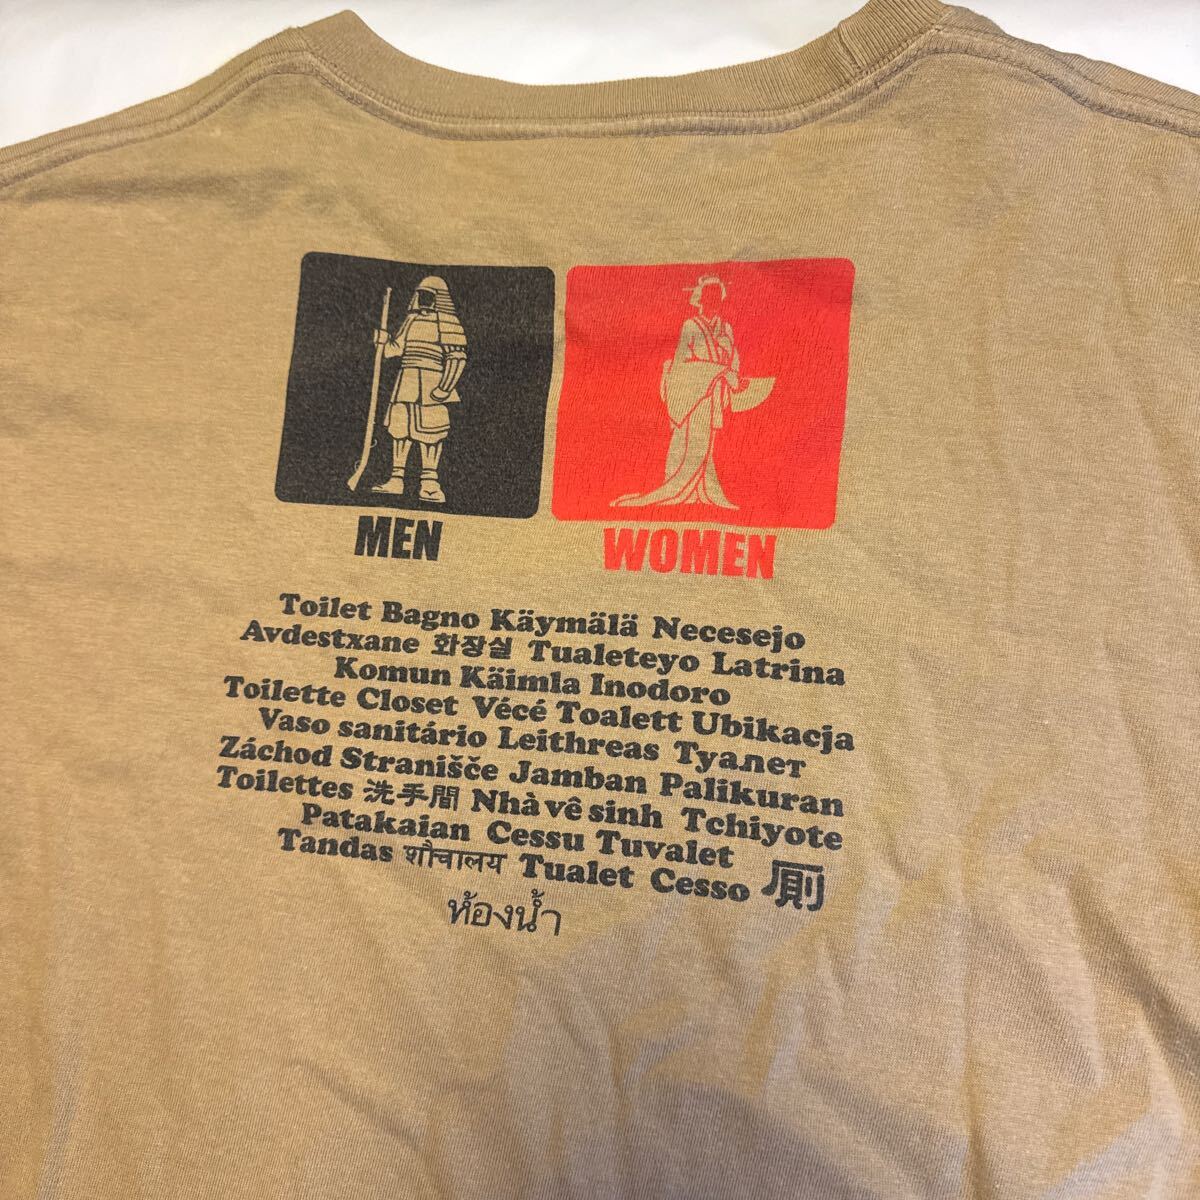 MEN
WOMEN
Toilet Bagno Käymälä Necesejo
Avdestxane 화장실 Tualeteyo Latrina
Komun Käimla Inodoro
Toilette Closet Vécé Toalett Ubikacja
Vaso sanitário Leithreas Туалет
Záchod Stranišče Jamban Palikuran
Toilettes 洗手間 Nhà vê sinh Tchiyote
Patakaian Cessu Tuvalet
Tandas शौचालय Tualet Cesso 厠
ห้องน้ำ